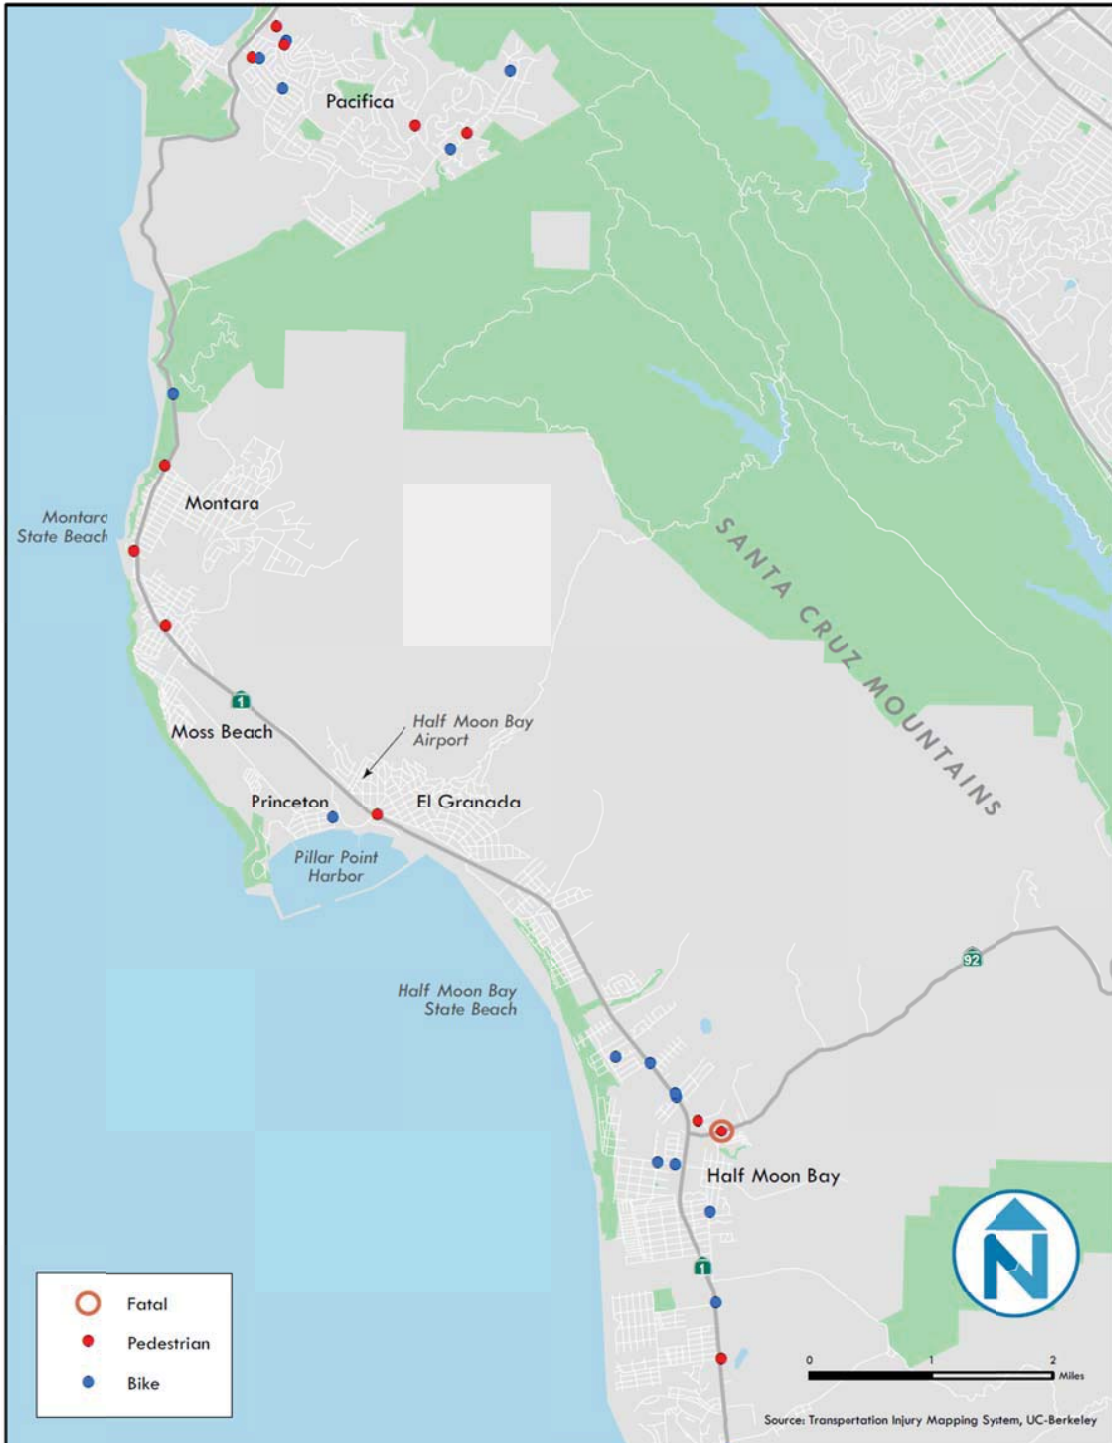 Pacifica
Montara
Montara
State Beach
SANTA CRUZ MOUNTAINS
1
Moss Beach
Half Moon Bay
Airport
Princeton
El Granada
Pillar Point
Harbor
92
Half Moon Bay
State Beach
Half Moon Bay
N
1
Fatal
Pedestrian
Bike
0 1 2
Miles
Source: Transportation Injury Mapping System, UC-Berkeley